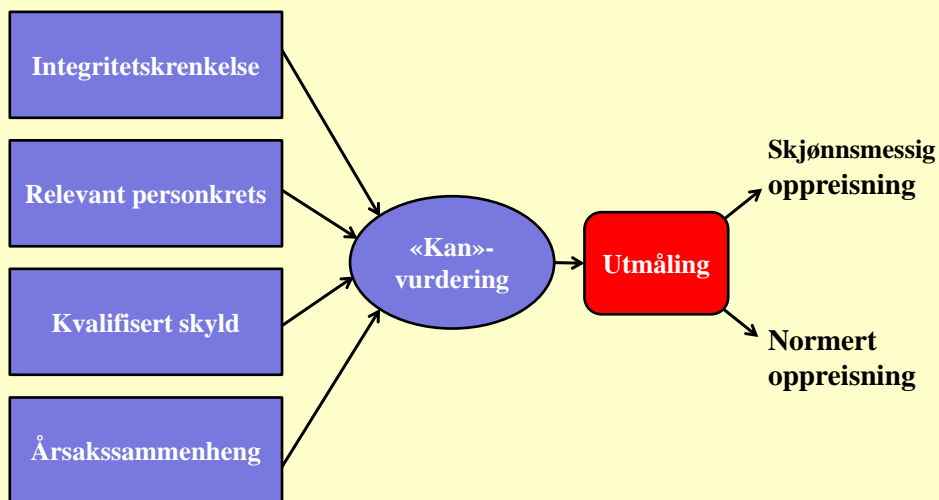 Integritetskrenkelse
Relevant personkrets
Kvalifisert skyld
Årsakssammenheng
«Kan»-
vurdering
Utmåling
Skjønnsmessig
oppreisning
Normert
oppreisning